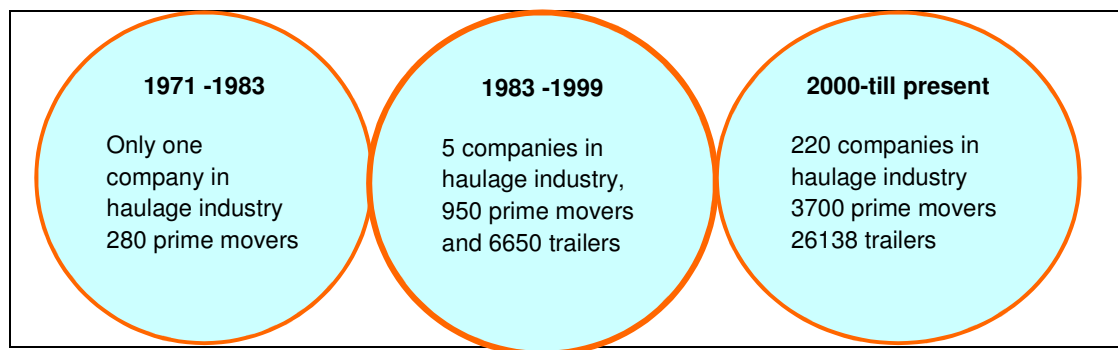 1971 -1983
Only one
company in
haulage industry
280 prime movers
1983 -1999
5 companies in
haulage industry,
950 prime movers
and 6650 trailers
2000-till present
220 companies in
haulage industry
3700 prime movers
26138 trailers